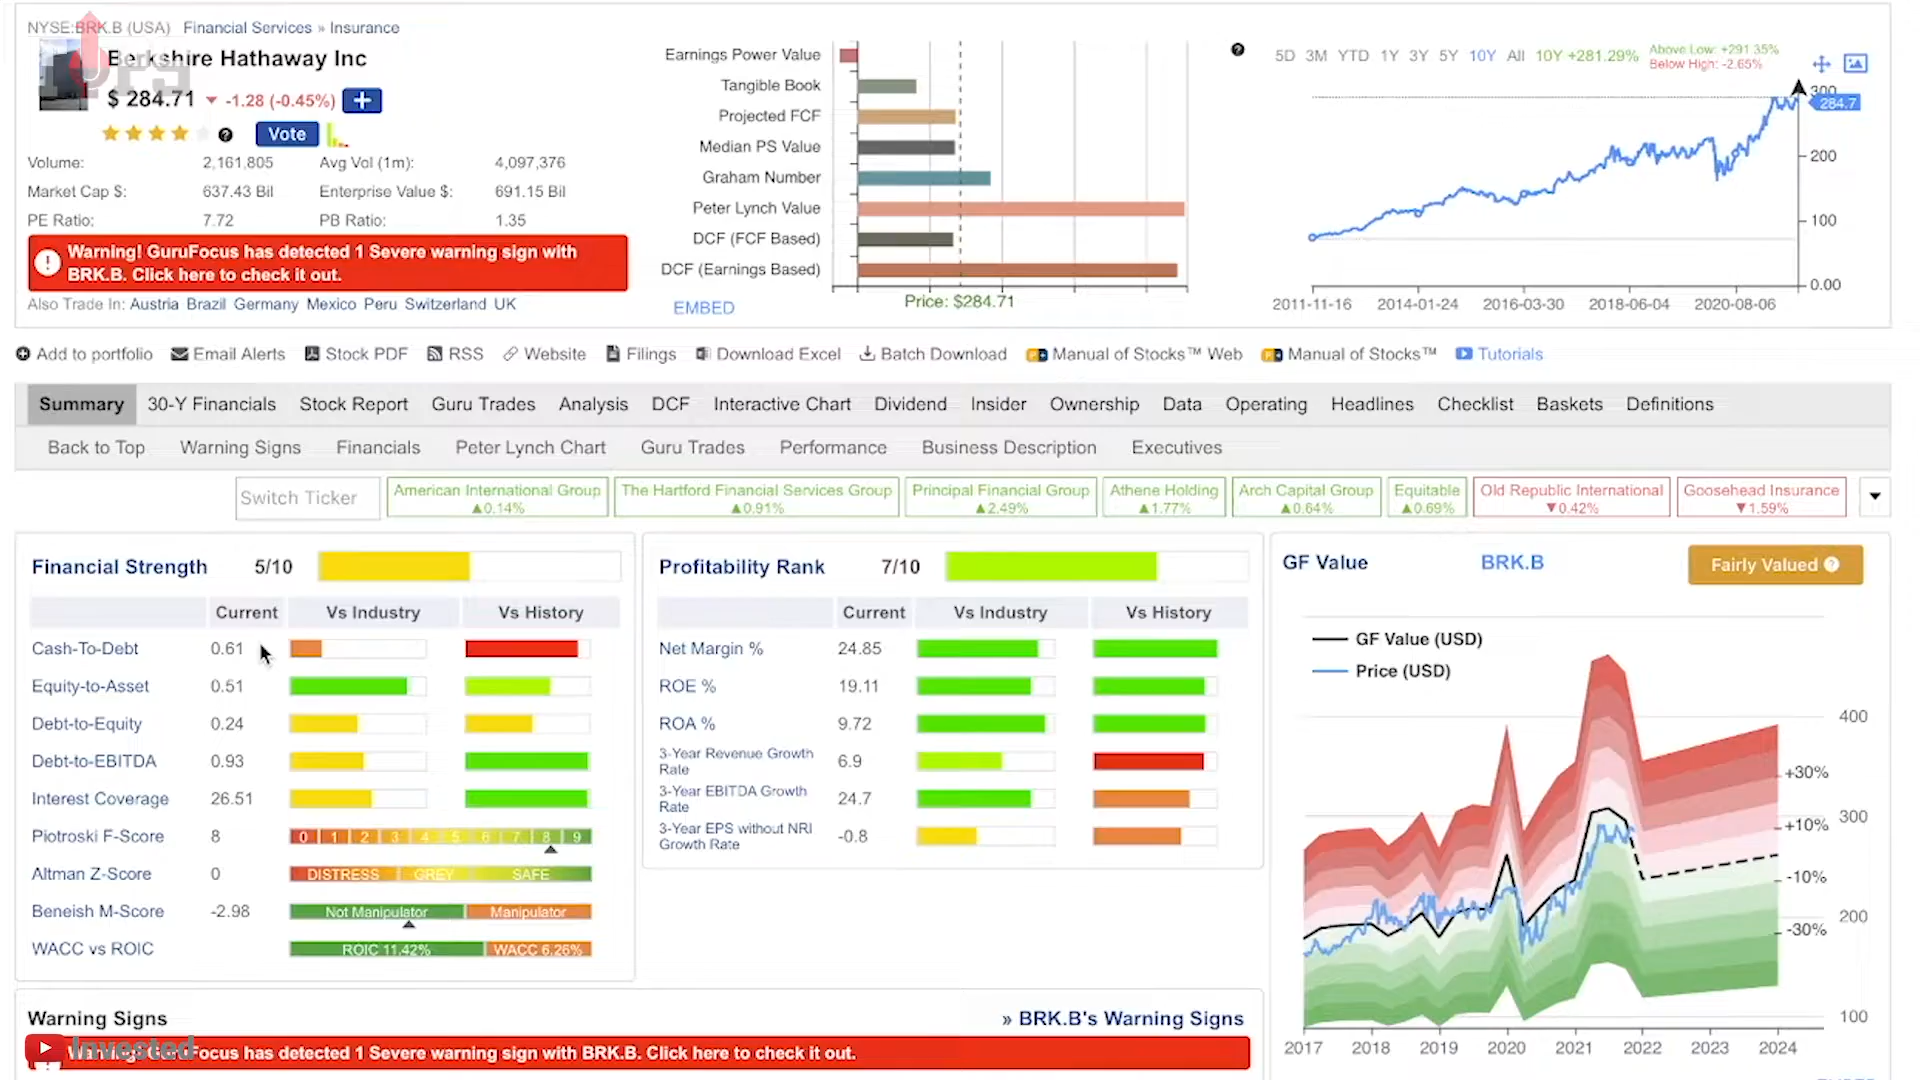 NYSE:BRK.B (USA) Financial Services » Insurance
Berkshire Hathaway Inc
$ 284.71 -1.28 (-0.45%)
Vote
Volume: 2,161,805 Avg Vol (1m): 4,097,376
Market Cap $: 637.43 Bil Enterprise Value $: 691.15 Bil
PE Ratio: 7.72 PB Ratio: 1.35
Warning! GuruFocus has detected 1 Severe warning sign with
BRK.B. Click here to check it out.
Also Trade In: Austria Brazil Germany Mexico Peru Switzerland UK
Earnings Power Value
Tangible Book
Projected FCF
Median PS Value
Graham Number
Peter Lynch Value
DCF (FCF Based)
DCF (Earnings Based)
EMBED
Price: $284.71
5D 3M YTD 1Y 3Y 5Y 10Y All 10Y +281.29%
Above Low: +291.35%
Below High: -2.65%
300
284.7
200
100
0.00
2011-11-16 2014-01-24 2016-03-30 2018-06-04 2020-08-06
Add to portfolio Email Alerts Stock PDF RSS Website Filings Download Excel Batch Download Manual of Stocks™ Web Manual of Stocks™ Tutorials
Summary 30-Y Financials Stock Report Guru Trades Analysis DCF Interactive Chart Dividend Insider Ownership Data Operating Headlines Checklist Baskets Definitions
Back to Top Warning Signs Financials Peter Lynch Chart Guru Trades Performance Business Description Executives
Switch Ticker
American International Group
▲0.14%
The Hartford Financial Services Group
▲0.91%
Principal Financial Group
▲2.49%
Athene Holding
▲1.77%
Arch Capital Group
▲0.64%
Equitable
▲0.69%
Old Republic International
▼0.42%
Goosehead Insurance
▼1.59%
Financial Strength 5/10
Current Vs Industry Vs History
Cash-To-Debt 0.61
Equity-to-Asset 0.51
Debt-to-Equity 0.24
Debt-to-EBITDA 0.93
Interest Coverage 26.51
Piotroski F-Score 8 0 1 2 3 4 5 6 7 8 9
Altman Z-Score 0 DISTRESS GREY SAFE
Beneish M-Score -2.98 Not Manipulator Manipulator
WACC vs ROIC ROIC 11.42% WACC 6.26%
Profitability Rank 7/10
Current Vs Industry Vs History
Net Margin % 24.85
ROE % 19.11
ROA % 9.72
3-Year Revenue Growth
Rate 6.9
3-Year EBITDA Growth
Rate 24.7
3-Year EPS without NRI
Growth Rate -0.8
GF Value BRK.B Fairly Valued
GF Value (USD)
Price (USD)
400
+30%
300
+10%
-10%
200
-30%
100
2017 2018 2019 2020 2021 2022 2023 2024
Warning Signs » BRK.B's Warning Signs
Focus has detected 1 Severe warning sign with BRK.B. Click here to check it out.
Invested